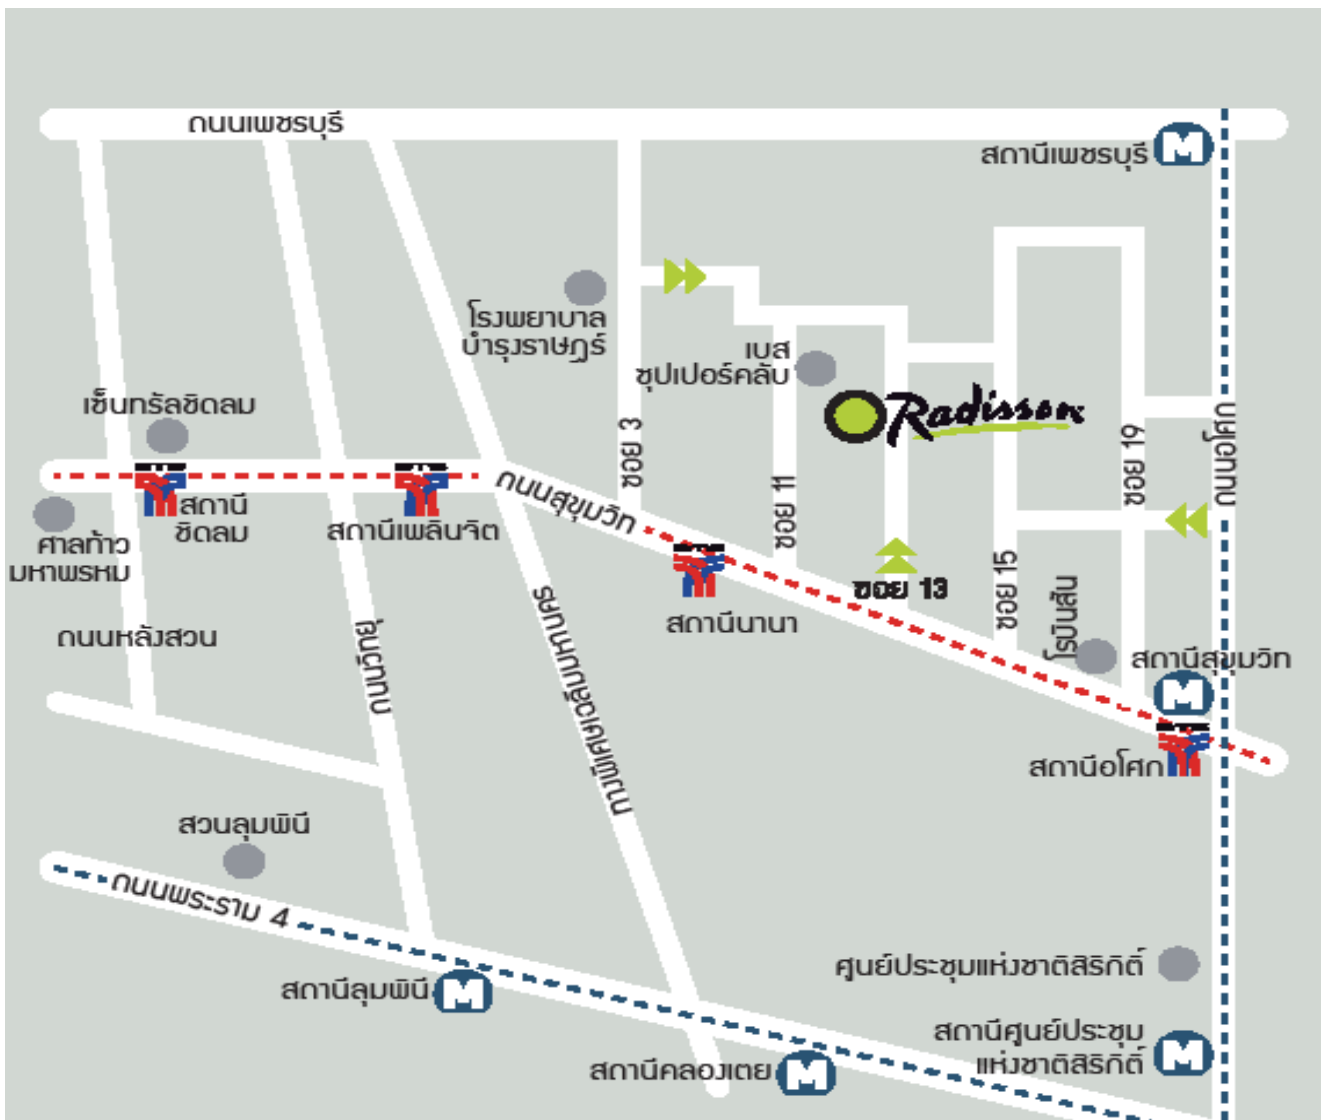 ถนนเพชรบุรี
สถานีเพชรบุรี
โรงพยาบาล
บำรุงราษฎร์
เบส
ซุปเปอร์คลับ
Radisson
เซ็นทรัลชิดลม
ซอย 3
ซอย 11
ซอย 19
ถนนอโศก
ถนนสุขุมวิท
สถานี
ชิดลม
สถานีเพลินจิต
ศาลท้าว
มหาพรหม
ซอย 13
ซอย 15
สถานีนานา
โรบินสัน
สถานีสุขุมวิท
ถนนหลังสวน
ถนนวิทยุ
ทางพิเศษเฉลิมมหานคร
สถานีอโศก
สวนลุมพินี
ถนนพระราม 4
ศูนย์ประชุมแห่งชาติสิริกิติ์
สถานีลุมพินี
สถานีศูนย์ประชุม
แห่งชาติสิริกิติ์
สถานีคลองเตย